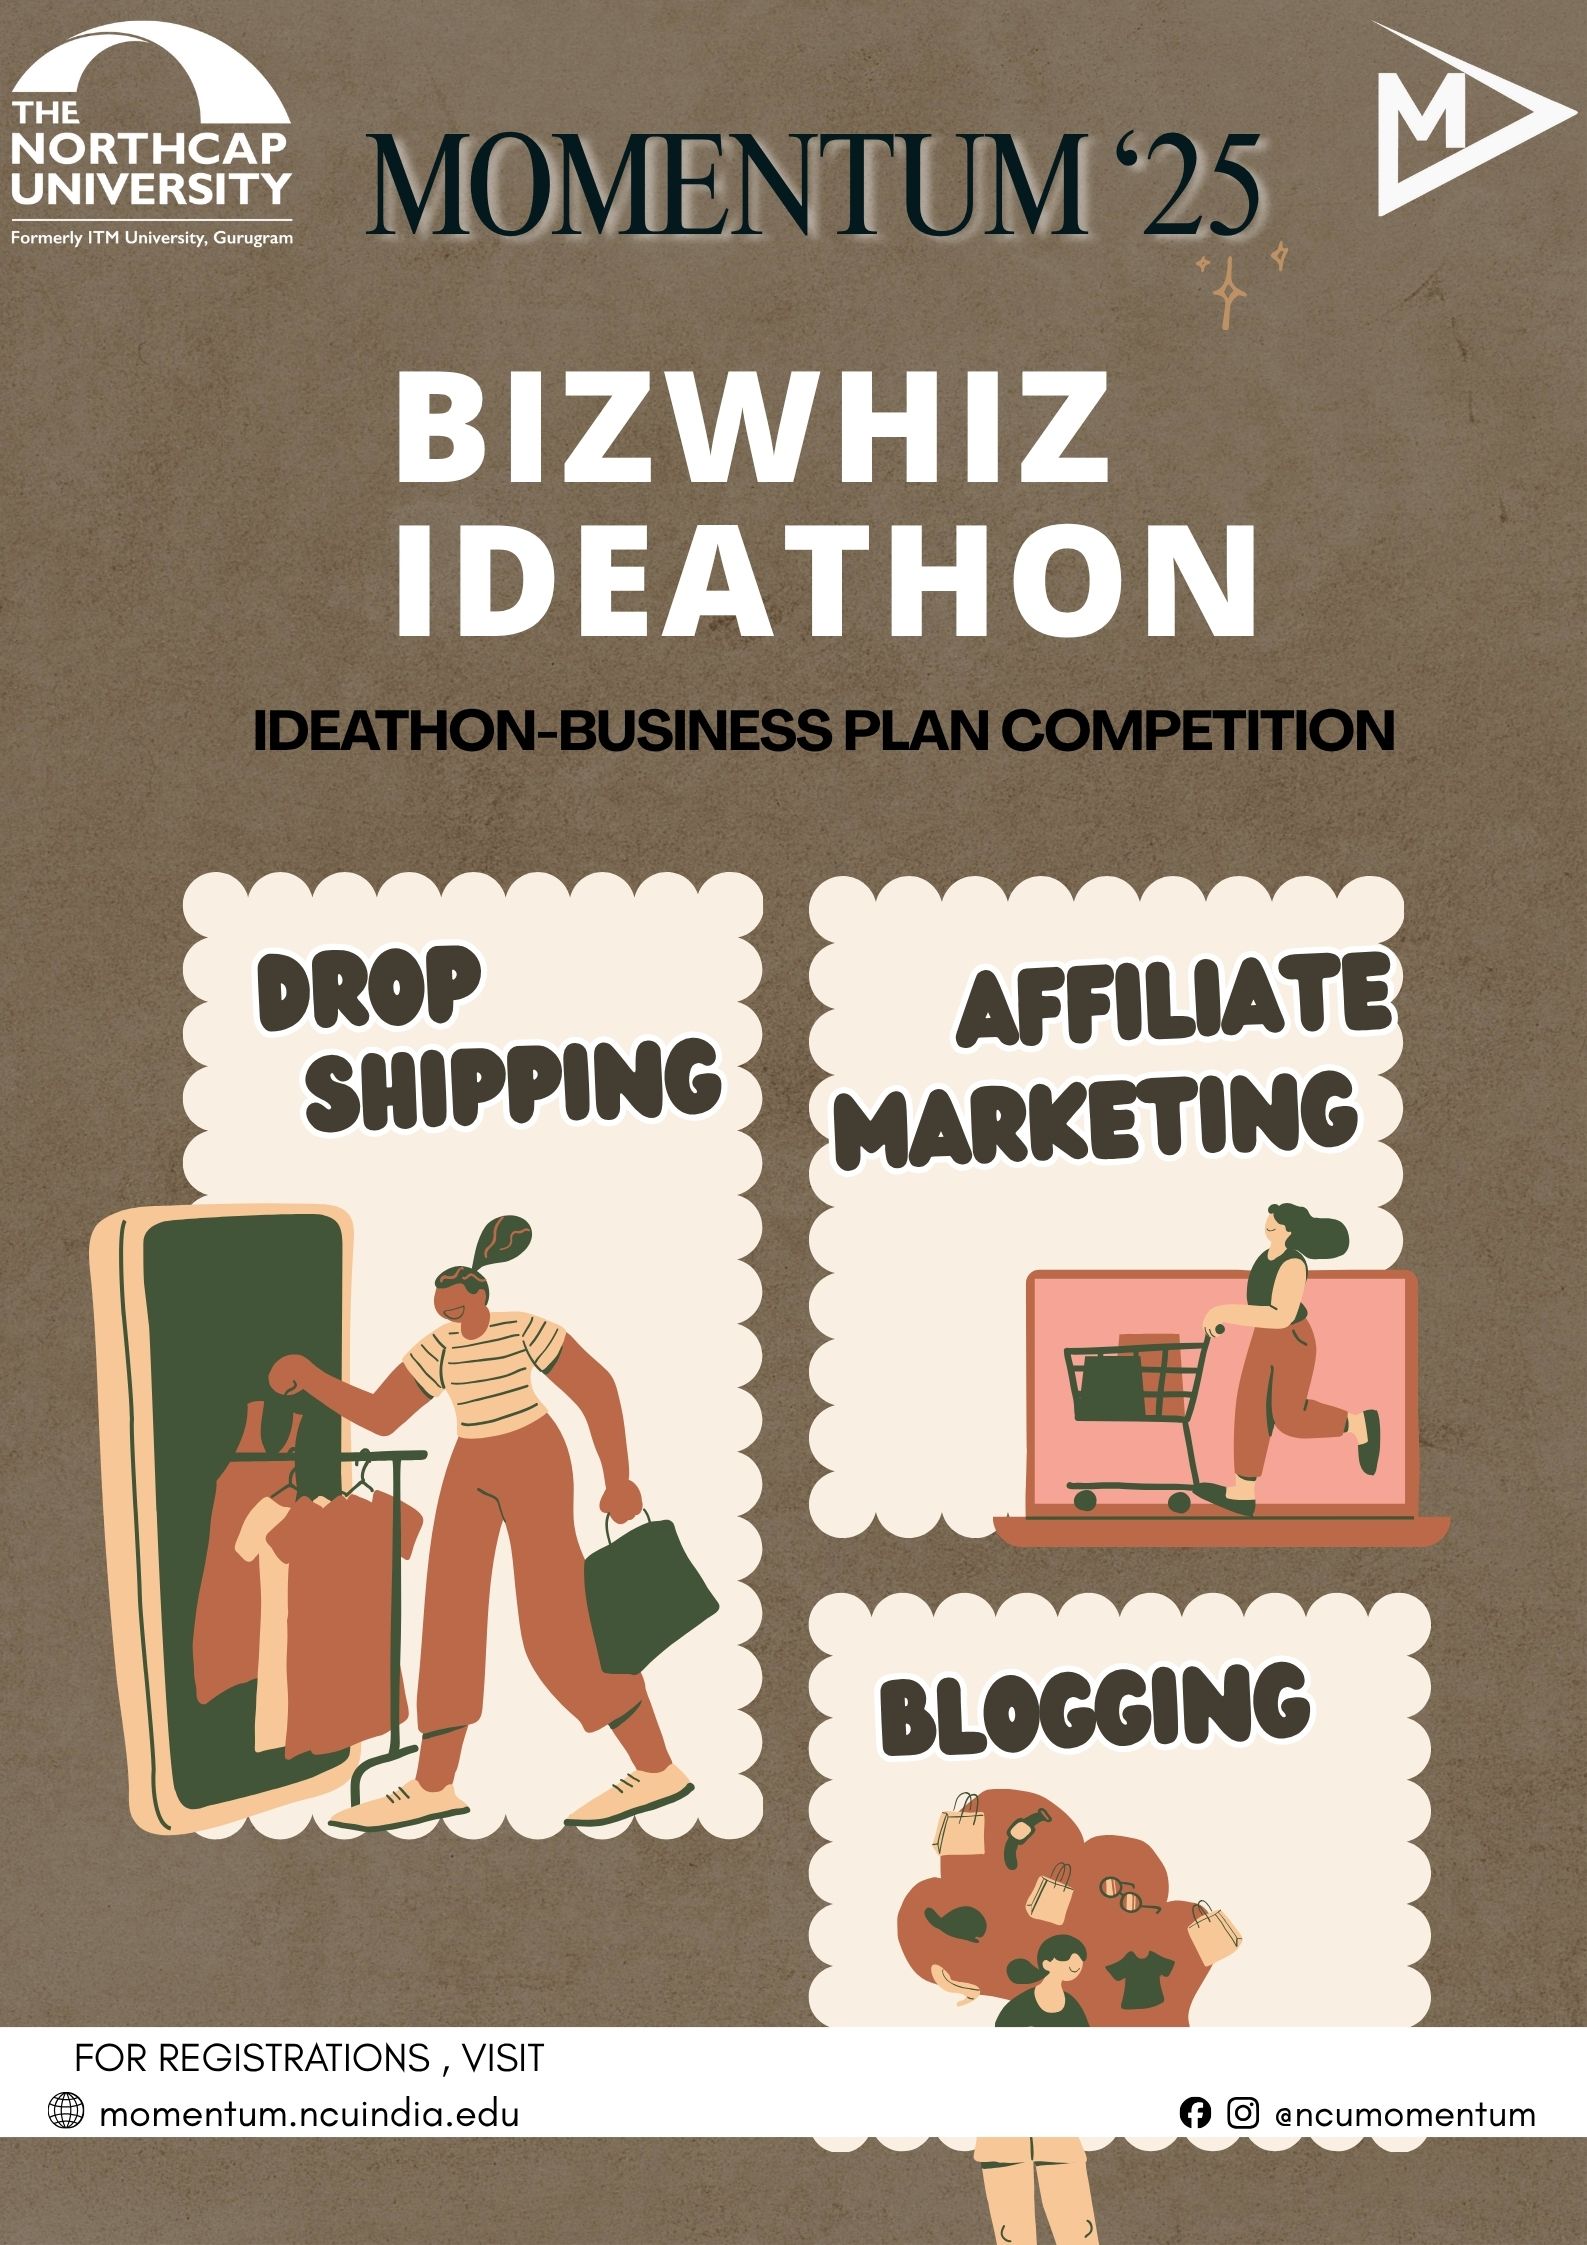 THE
NORTHCAP
UNIVERSITY
Formerly ITM University, Gurugram
MOMENTUM ‘25
M
BIZWHIZ
IDEATHON
IDEATHON-BUSINESS PLAN COMPETITION
DROP
SHIPPING
AFFILIATE
MARKETING
BLOGGING
FOR REGISTRATIONS , VISIT
momentum.ncuindia.edu
@ncumomentum